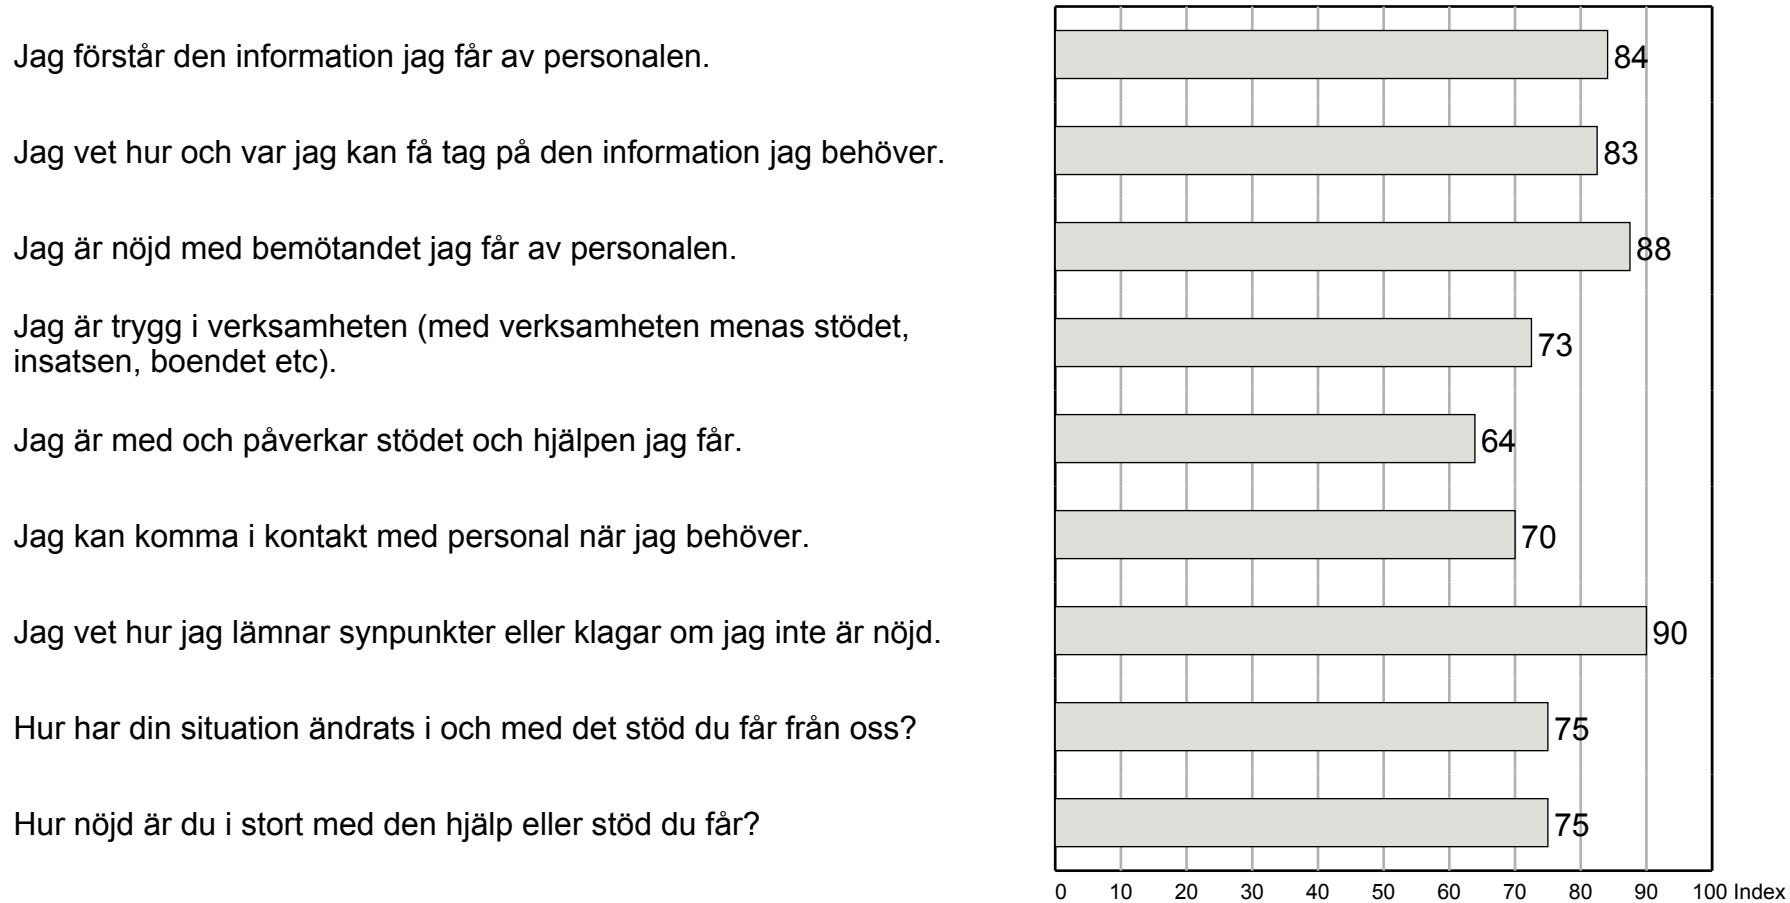 Jag förstår den information jag får av personalen.
84
Jag vet hur och var jag kan få tag på den information jag behöver.
83
Jag är nöjd med bemötandet jag får av personalen.
88
Jag är trygg i verksamheten (med verksamheten menas stödet,
insatsen, boendet etc).
73
Jag är med och påverkar stödet och hjälpen jag får.
64
Jag kan komma i kontakt med personal när jag behöver.
70
Jag vet hur jag lämnar synpunkter eller klagar om jag inte är nöjd.
90
Hur har din situation ändrats i och med det stöd du får från oss?
75
Hur nöjd är du i stort med den hjälp eller stöd du får?
75
0 10 20 30 40 50 60 70 80 90 100 Index